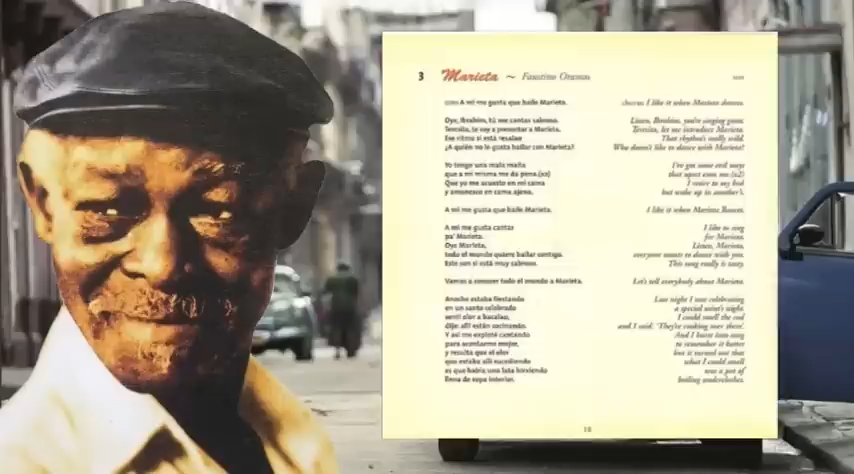 3 Marieta ~ Faustino Oramas son
coro A mí me gusta que baile Marieta.
Oye, Ibrahim, tú me cantas sabroso.
Teresita, te voy a presentar a Marieta.
Ese ritmo sí está resalao
¿A quién no le gusta bailar con Marieta?
Yo tengo una mala maña
que a mí misma me da pena.(x2)
Que yo me acuesto en mi cama
y amanezco en cama ajena.
A mí me gusta que baile Marieta.
A mí me gusta cantar
pa' Marieta.
Oye Marieta,
todo el mundo quiere bailar contigo.
Este son sí está muy sabroso.
Vamos a conocer todo el mundo a Marieta.
Anoche estaba fiestando
en un santo celebrado
sentí olor a bacalao,
dije: allí están cocinando.
Y así me exploté cantando
para acordarme mejor,
y resulta que el olor
que estaba allí sucediendo
es que había una lata hirviendo
llena de ropa interior.
chorus I like it when Marieta dances.
Listen, Ibrahim, you're singing great.
Teresita, let me introduce Marieta.
That rhythm's really wild.
Who doesn't like to dance with Marieta?
I've got some evil ways
that upset even me.(x2)
I retire to my bed
but wake up in another's.
I like it when Marieta dances.
I like to sing
for Marieta.
Listen, Marieta,
everyone wants to dance with you.
This song really is tasty.
Let's tell everybody about Marieta.
Last night I was celebrating
a special saint's night.
I could smell the cod
and I said: 'They're cooking over there'.
And I burst into song
to remember it better
but it turned out that
what I could smell
was a pot of
boiling underclothes.
10